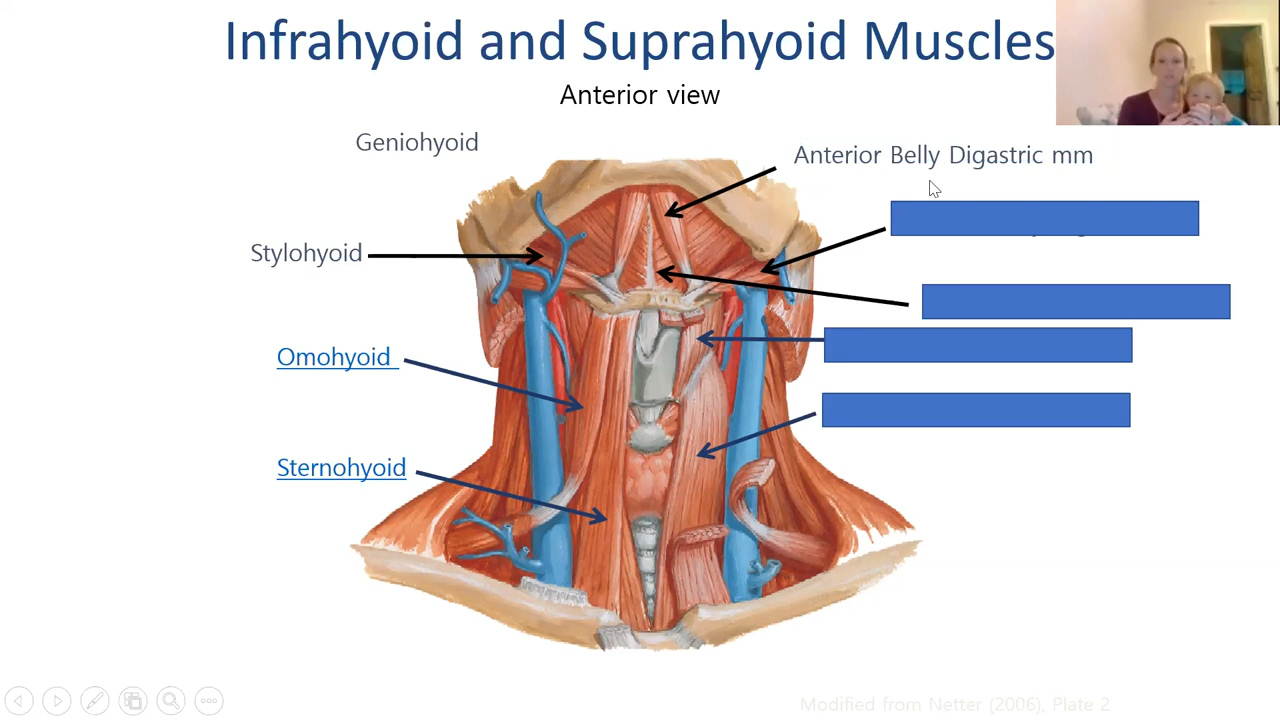 Infrahyoid and Suprahyoid Muscles
Anterior view
Geniohyoid
Anterior Belly Digastric mm
Stylohyoid
Omohyoid
Sternohyoid
Modified from Netter (2006), Plate 2